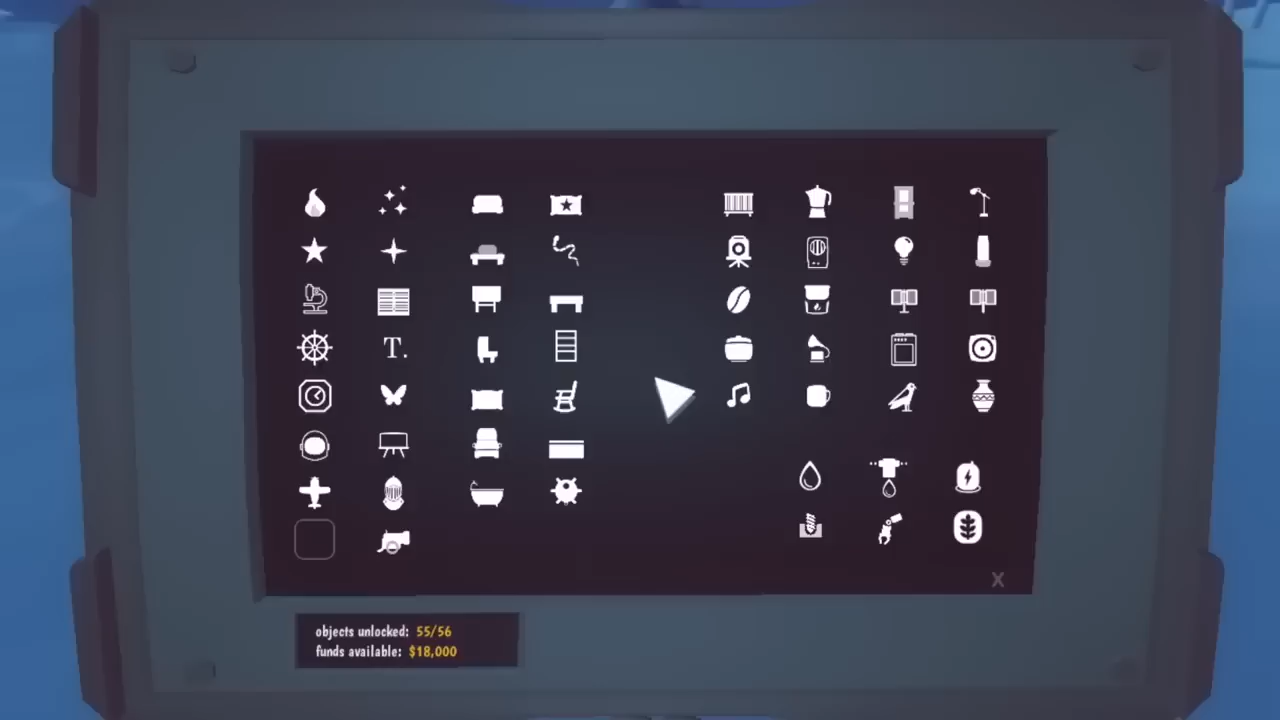 T.
X
objects unlocked: 55/56
funds available: $18,000